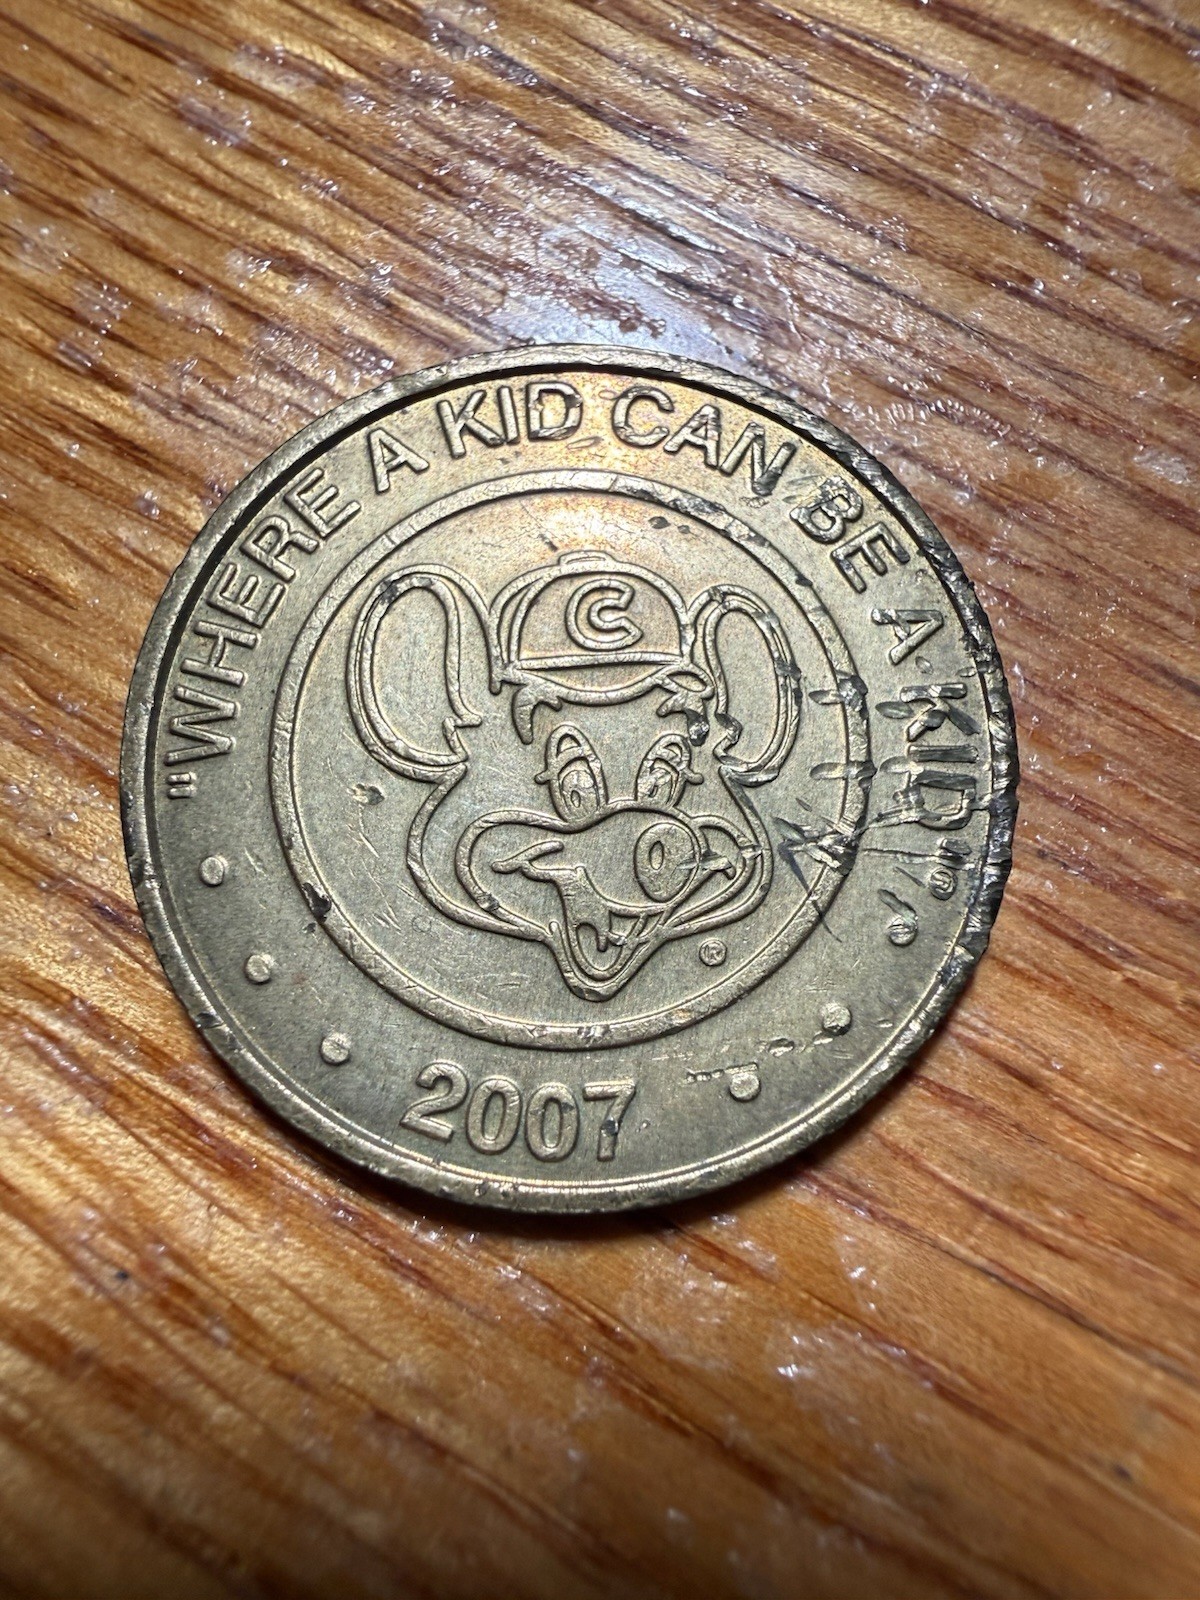 "WHERE A KID CAN BE A KID"®
C
®
2007